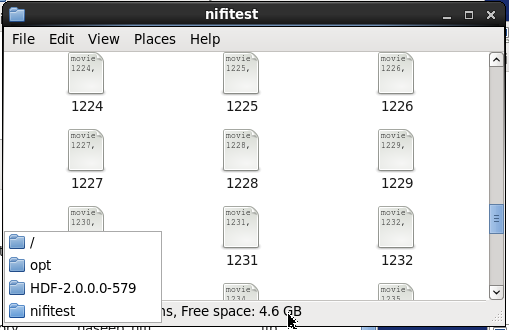 nifitest
File Edit View Places Help
movie movie movie
1224, 1225, 1226,
1224 1225 1226
movie movie movie
1227, 1228, 1229,
1227 1228 1229
movie movie movie
1230, 1231, 1232,
1231 1232
/
opt
HDF-2.0.0.0-579
movie
1235,
nifitest
ns, Free space: 4.6 GB